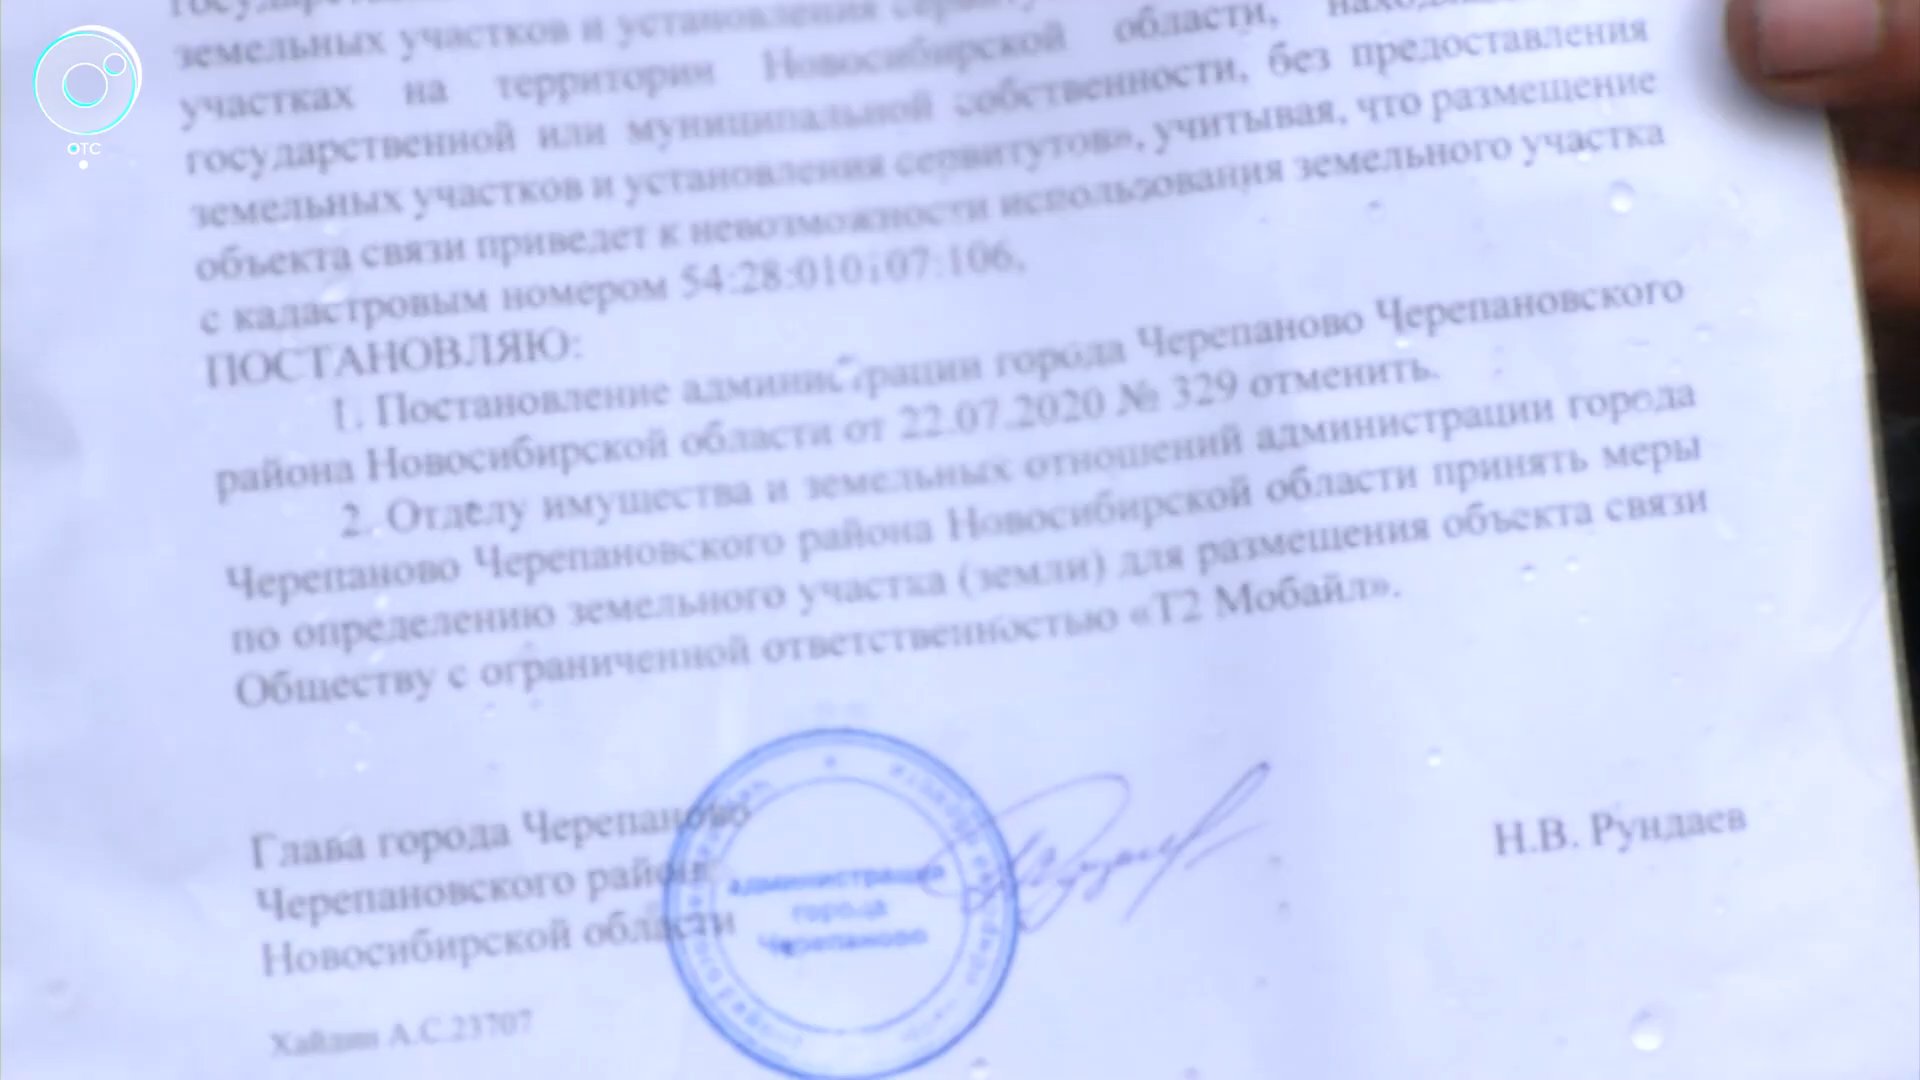 земельных участков и установления
участках на территории Новосибирской области,
государственной или муниципальной собственности, без предоставления
земельных участков и установления сервитутов», учитывая, что размещение
объекта связи приведет к невозможности использования земельного участка
с кадастровым номером 54:28:010107:106,
ПОСТАНОВЛЯЮ:
1. Постановление администрации города Черепаново Черепановского
района Новосибирской области от 22.07.2020 № 329 отменить.
2. Отделу имущества и земельных отношений администрации города
Черепаново Черепановского района Новосибирской области принять меры
по определению земельного участка (земли) для размещения объекта связи
Обществу с ограниченной ответственностью «Т2 Мобайл».
Глава города Черепаново
Черепановского района
Новосибирской области
Н.В. Рундаев
администрация
города
Черепаново
А.С.23707
ОТС